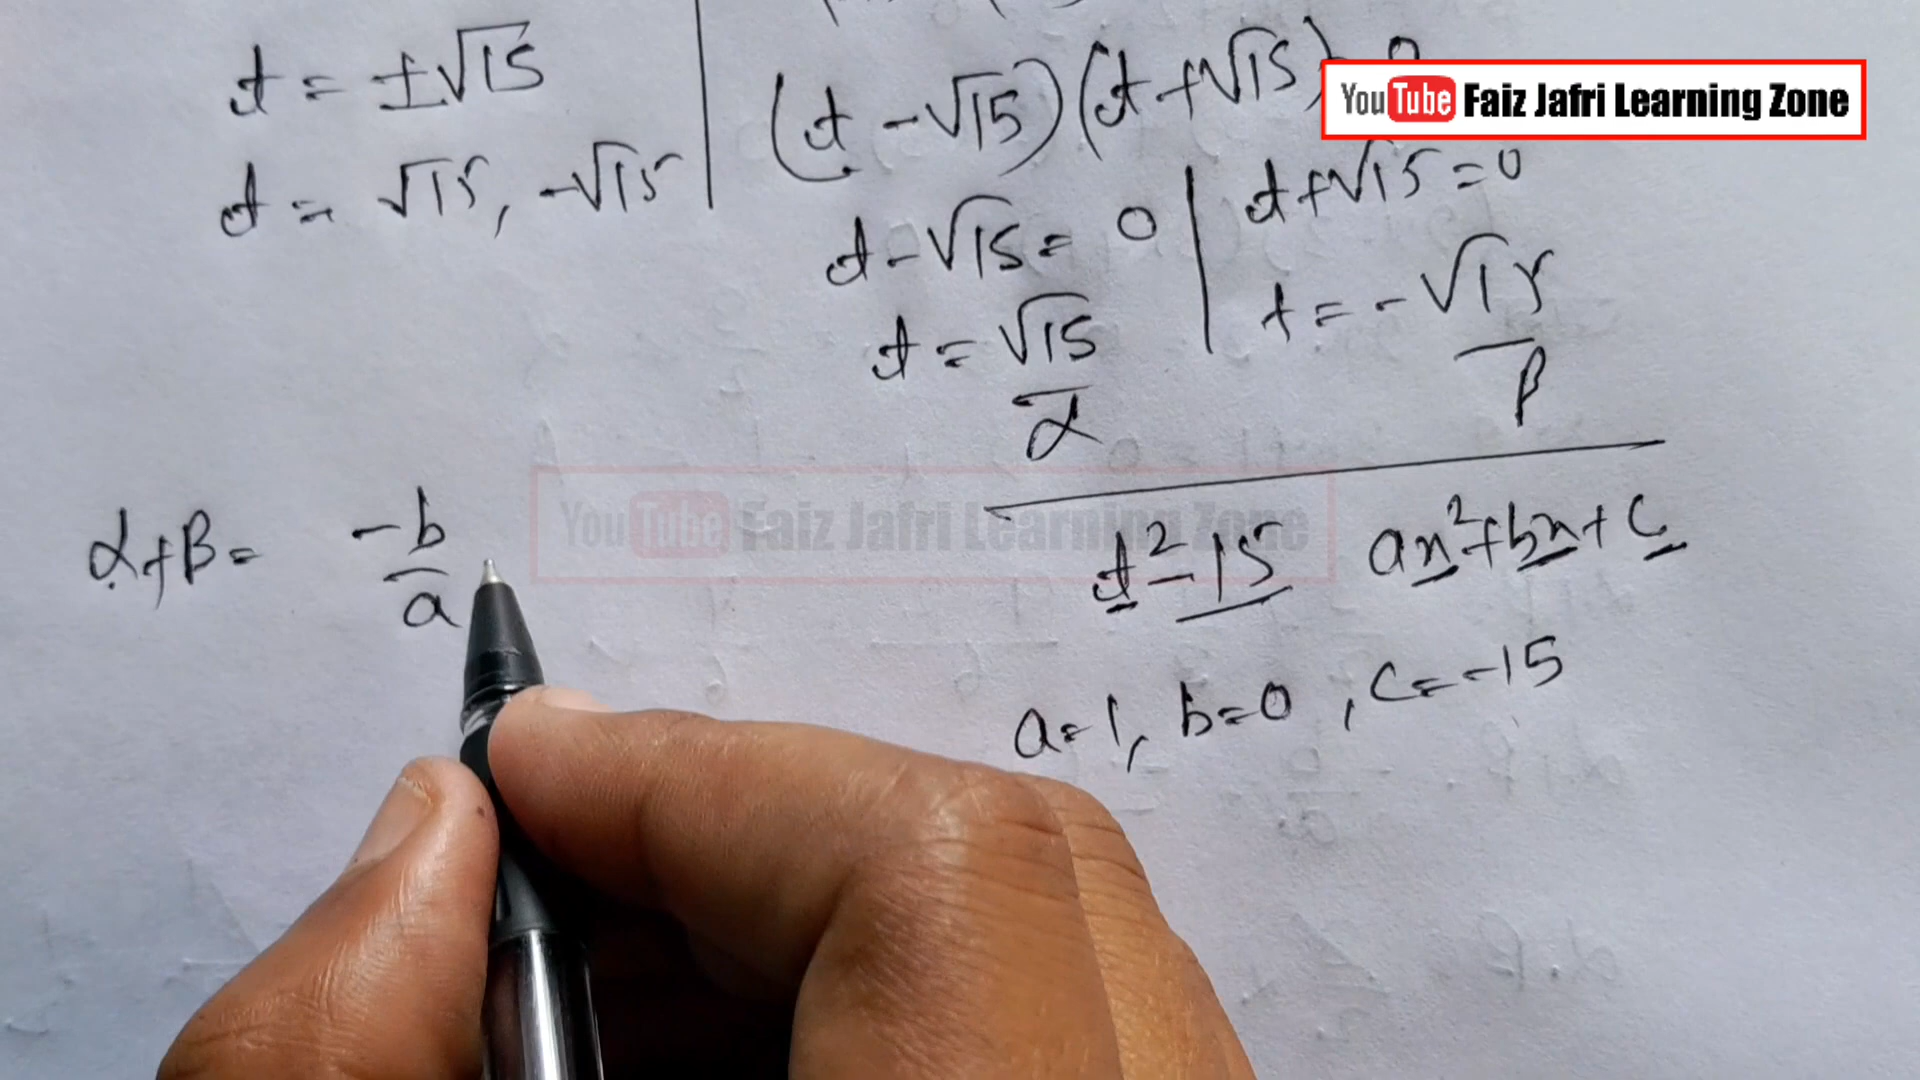 t = ±√15
t = √15, -√15
(t - √15)(t + √15) = 0
YouTube Faiz Jafri Learning Zone
t - √15 = 0
t + √15 = 0
t = √15
t = - √15
α
β
YouTube Faiz Jafri Learning Zone
α + β = -b/a
t² - 15 ax² + bx + c
a = 1, b = 0, c = -15